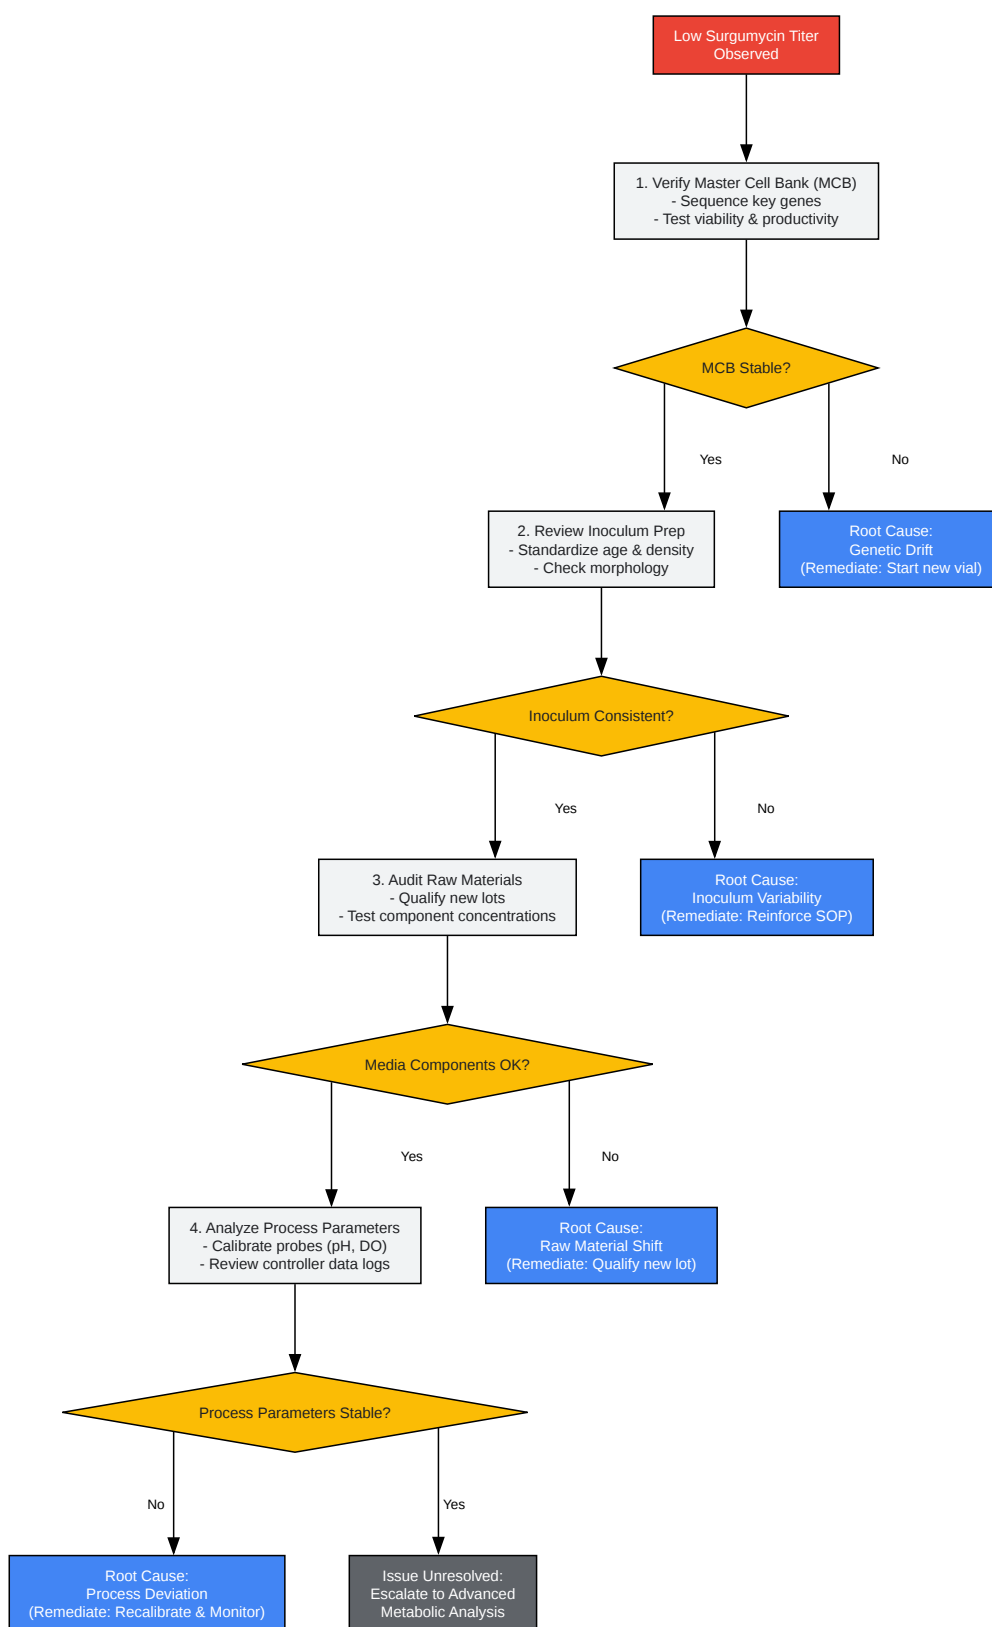 Low Surgumycin Titer
Observed
1. Verify Master Cell Bank (MCB)
- Sequence key genes
- Test viability & productivity
MCB Stable?
Yes
No
2. Review Inoculum Prep
- Standardize age & density
- Check morphology
Root Cause:
Genetic Drift
(Remediate: Start new vial)
Inoculum Consistent?
Yes
No
3. Audit Raw Materials
- Qualify new lots
- Test component concentrations
Root Cause:
Inoculum Variability
(Remediate: Reinforce SOP)
Media Components OK?
Yes
No
4. Analyze Process Parameters
- Calibrate probes (pH, DO)
- Review controller data logs
Root Cause:
Raw Material Shift
(Remediate: Qualify new lot)
Process Parameters Stable?
No
Yes
Root Cause:
Process Deviation
(Remediate: Recalibrate & Monitor)
Issue Unresolved:
Escalate to Advanced
Metabolic Analysis